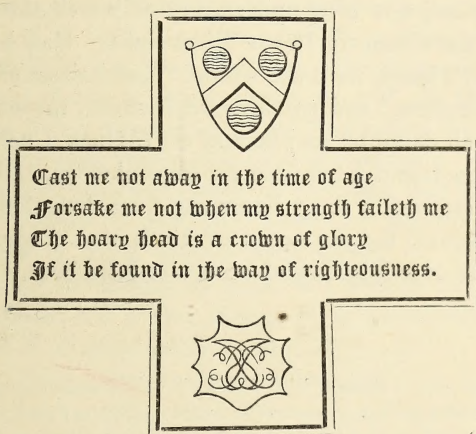 Cast me not away in the time of age
Forsake me not when my strength faileth me
The hoary head is a crown of glory
If it be found in the way of righteousness.